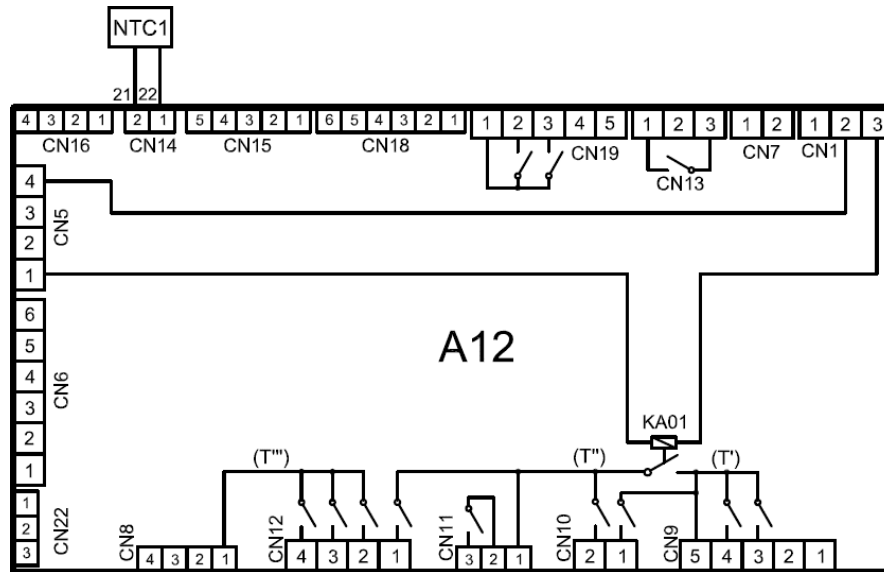 NTC1
21 22
4 3 2 1 2 1 5 4 3 2 1 6 5 4 3 2 1 1 2 3 4 5 1 2 3 1 2 1 2 3
CN16 CN14 CN15 CN18 CN19 CN13 CN7 CN1
4
3
2
1
CN5
6
5
4
3
2
1
CN6
A12
KA01
(T''') (T'') (T')
1
2
3
CN22
CN8 CN12 CN11 CN10 CN9
4 3 2 1 4 3 2 1 3 2 1 2 1 5 4 3 2 1